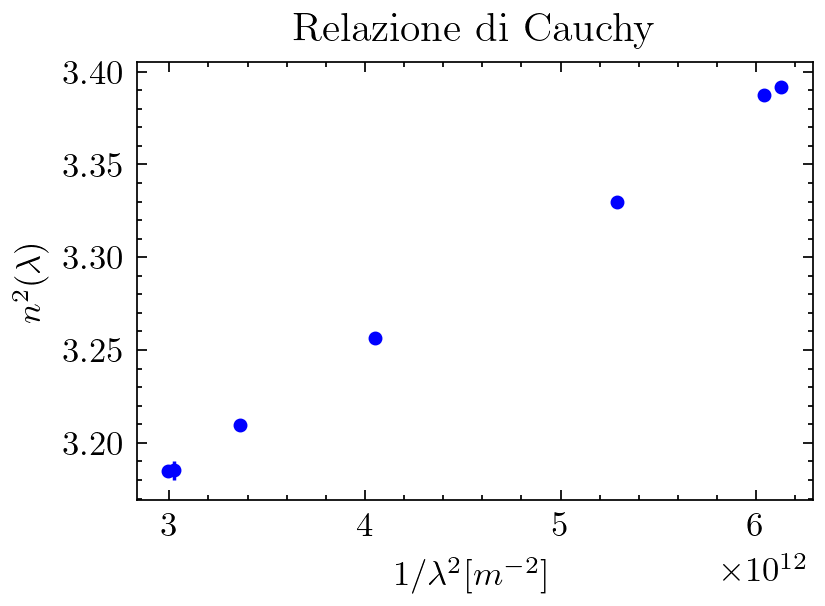 Relazione di Cauchy
3.40
3.35
3.30
3.25
3.20
n²(λ)
3 4 5 6
1/λ²[m⁻²]
×10¹²